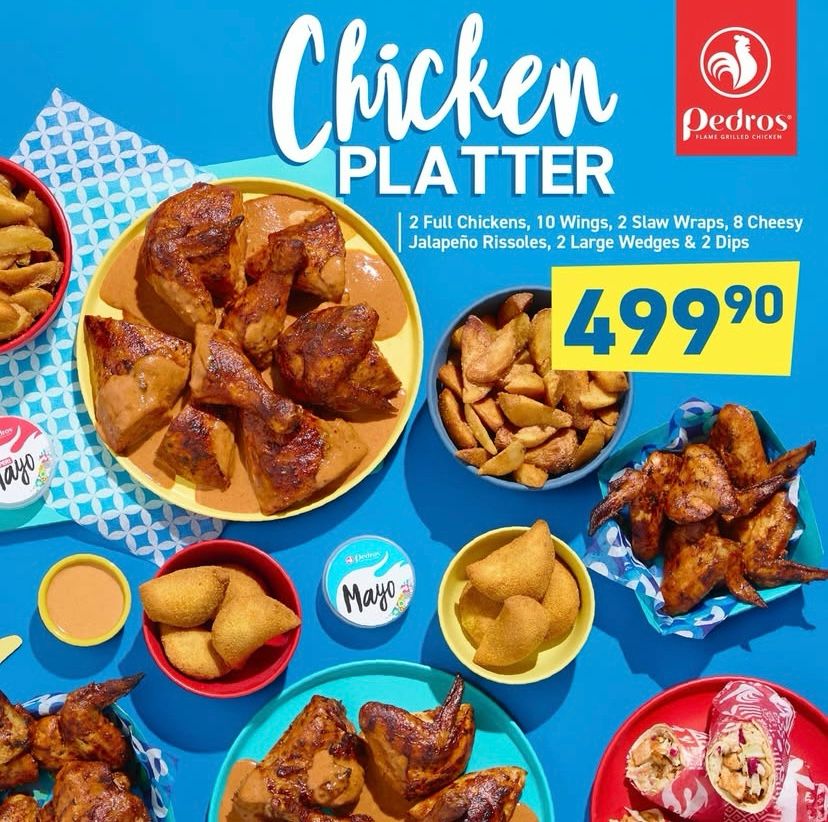 Chicken
PLATTER
Pedros®
FLAME GRILLED CHICKEN
2 Full Chickens, 10 Wings, 2 Slaw Wraps, 8 Cheesy
Jalapeño Rissoles, 2 Large Wedges & 2 Dips
499⁹⁰
Mayo
Pedros
Mayo